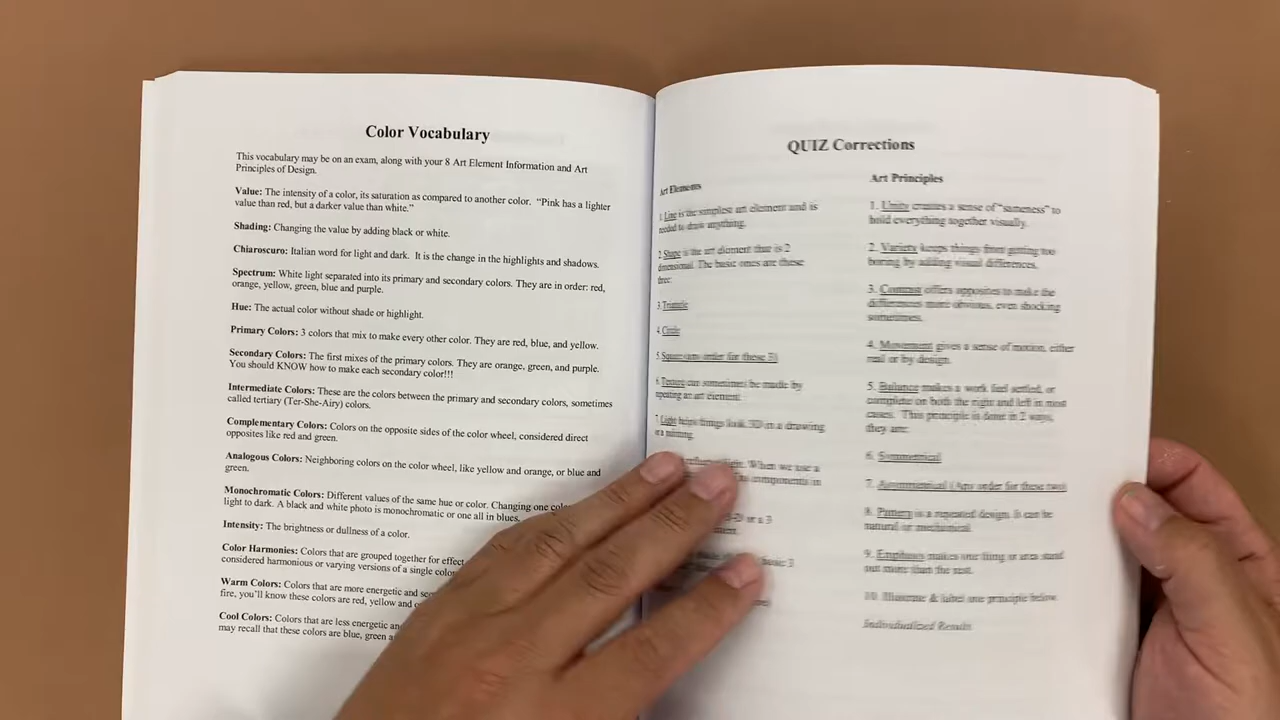 Color Vocabulary
This vocabulary may be on an exam, along with your 8 Art Element Information and Art
Principles of Design.
Value: The intensity of a color, its saturation as compared to another color. “Pink has a lighter
value than red, but a darker value than white.”
Shading: Changing the value by adding black or white.
Chiaroscuro: Italian word for light and dark. It is the change in the highlights and shadows.
Spectrum: White light separated into its primary and secondary colors. They are in order: red,
orange, yellow, green, blue and purple.
Hue: The actual color without shade or highlight.
Primary Colors: 3 colors that mix to make every other color. They are red, blue, and yellow.
Secondary Colors: The first mixes of the primary colors. They are orange, green, and purple.
You should KNOW how to make each secondary color!!!
Intermediate Colors: These are the colors between the primary and secondary colors, sometimes
called tertiary (Ter-She-Airy) colors.
Complementary Colors: Colors on the opposite sides of the color wheel, considered direct
opposites like red and green.
Analogous Colors: Neighboring colors on the color wheel, like yellow and orange, or blue and
green.
Monochromatic Colors: Different values of the same hue or color. Changing one
light to dark. A black and white photo is monochromatic or one all in blues.
Intensity: The brightness or dullness of a color.
Color Harmonies: Colors that are grouped together for effect
considered harmonious or varying versions of a single
Warm Colors: Colors that are more energetic and
fire, you’ll know these colors are red, yellow and
Cool Colors: Colors that are less energetic
may recall that these colors are blue, green
QUIZ Corrections
Art Elements
1. Line is the simplest art element and is
needed to draw anything.
2. Shape is the art element that is 2
dimensional. The basic ones are these
three:
3. Triangle
4. Circle
5. Square (any order for these 3)
6. Texture can sometimes be made by
repeating an art element.
7. Light helps things look 3D in a drawing
or a painting.
light. When we use a
components in
or a 3
basic 3
Art Principles
1. Unity creates a sense of “sameness” to
hold everything together visually.
2. Variety keeps things from getting too
boring by adding visual differences.
3. Contrast offers opposites to make the
differences more obvious, even shocking
sometimes.
4. Movement gives a sense of motion, either
real or by design.
5. Balance makes a work feel settled, or
complete on both the right and left in most
cases. This principle is done in 2 ways,
they are:
6. Symmetrical
7. Asymmetrical (Any order for these two)
8. Pattern is a repeated design. It can be
natural or mechanical.
9. Emphasis makes one thing or area stand
out more than the rest.
10. Illustrate & label one principle below.
Individualized Results